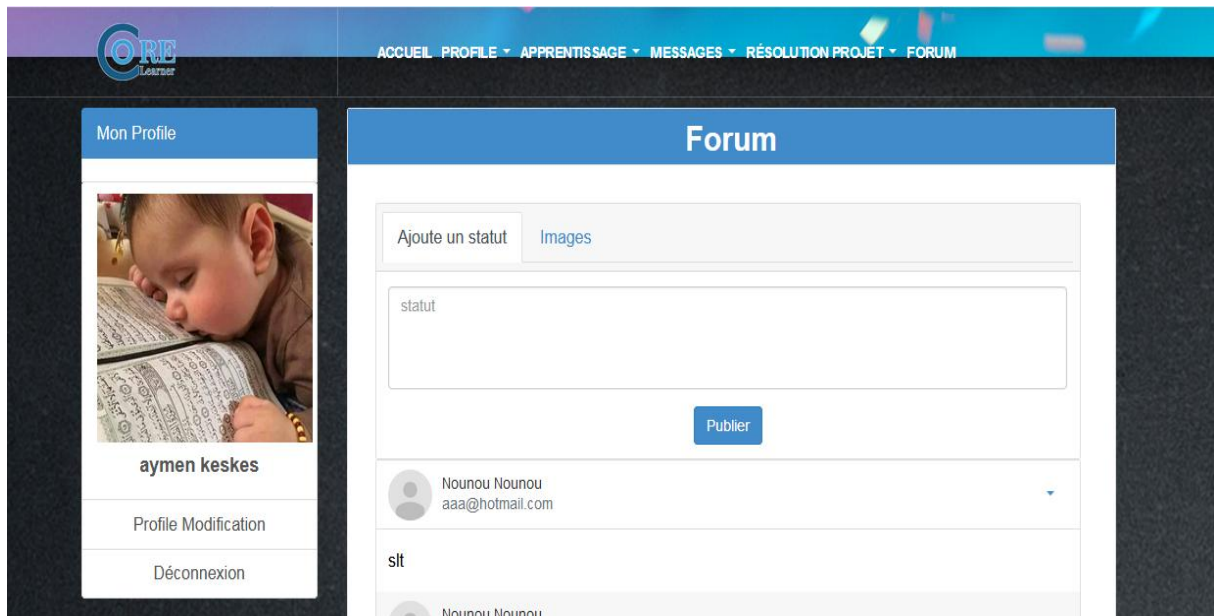 CORE
Learner
ACCUEIL PROFILE APPRENTISSAGE MESSAGES RÉSOLUTION PROJET FORUM
Mon Profile
aymen keskes
Profile Modification
Déconnexion
Forum
Ajoute un statut Images
statut
Publier
Nounou Nounou
aaa@hotmail.com
slt
Nounou Nounou